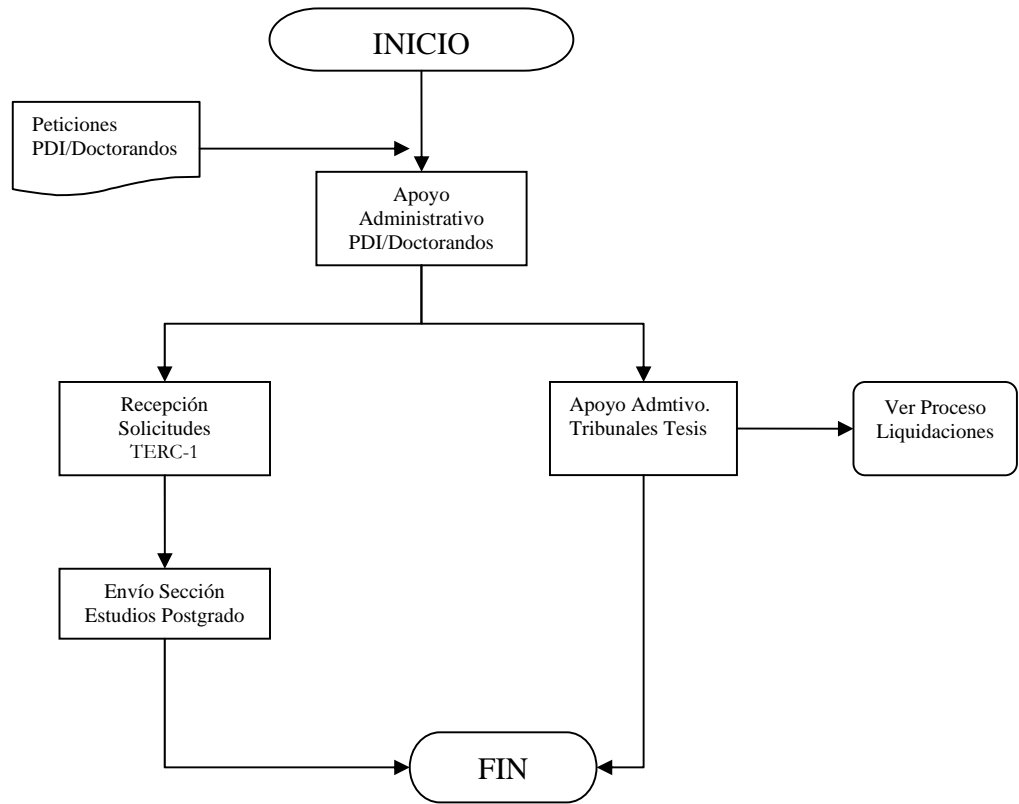 INICIO
Peticiones
PDI/Doctorandos
Apoyo
Administrativo
PDI/Doctorandos
Recepción
Solicitudes
TERC-1
Apoyo Admtivo.
Tribunales Tesis
Ver Proceso
Liquidaciones
Envío Sección
Estudios Postgrado
FIN